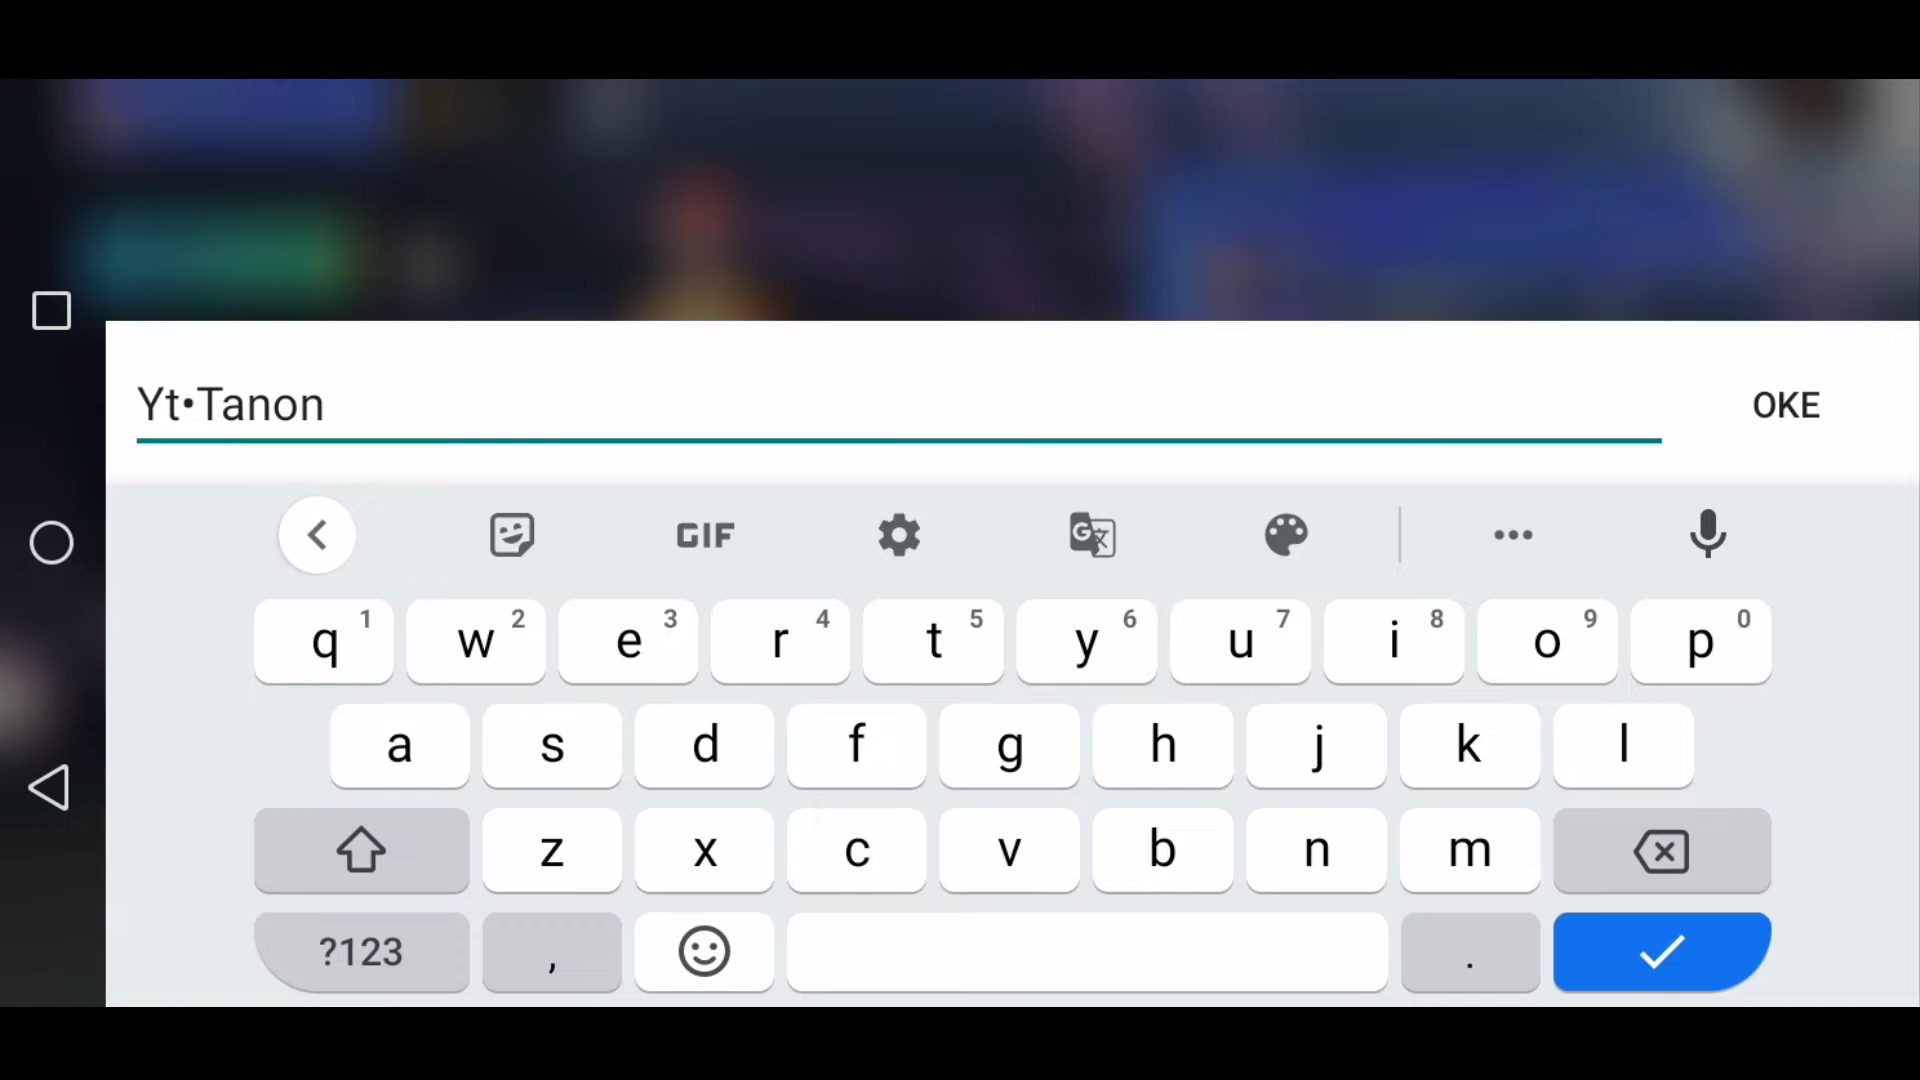 Yt•Tanon
OKE
GIF
G
q 1 w 2 e 3 r 4 t 5 y 6 u 7 i 8 o 9 p 0
a s d f g h j k l
z x c v b n m
?123 , .